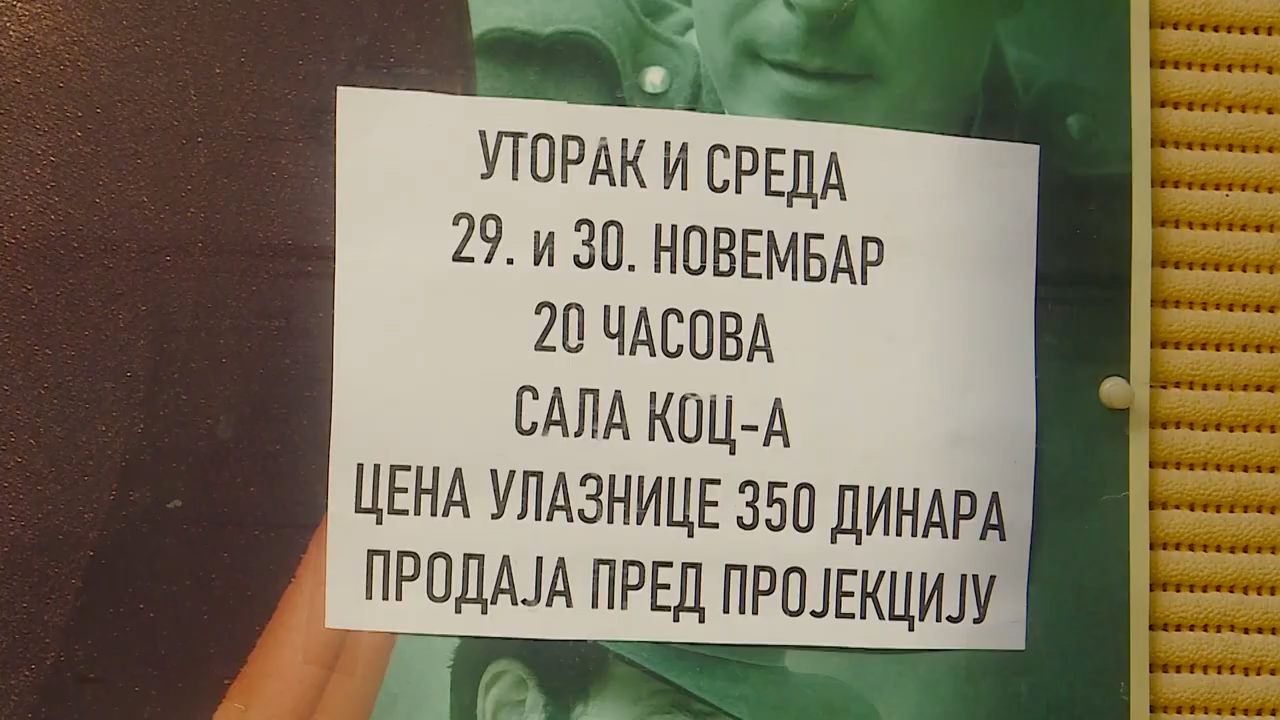 УТОРАК И СРЕДА
29. и 30. НОВЕМБАР
20 ЧАСОВА
САЛА КОЦ-А
ЦЕНА УЛАЗНИЦЕ 350 ДИНАРА
ПРОДАЈА ПРЕД ПРОЈЕКЦИЈУ